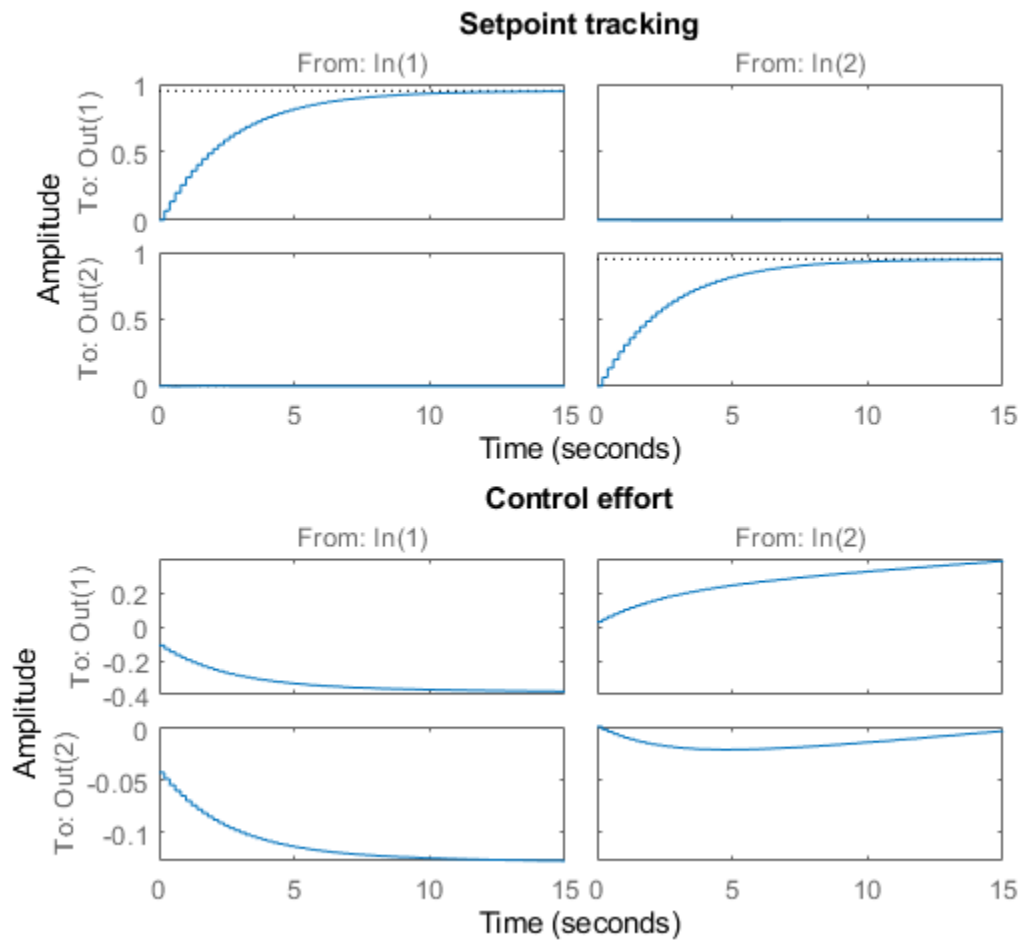 Setpoint tracking
From: In(1)
From: In(2)
Amplitude
To: Out(1)
1
0.5
0
To: Out(2)
1
0.5
0
0
5
10
15
0
5
10
15
Time (seconds)
Control effort
From: In(1)
From: In(2)
Amplitude
To: Out(1)
0.2
0
-0.2
-0.4
To: Out(2)
0
-0.05
-0.1
0
5
10
15
0
5
10
15
Time (seconds)